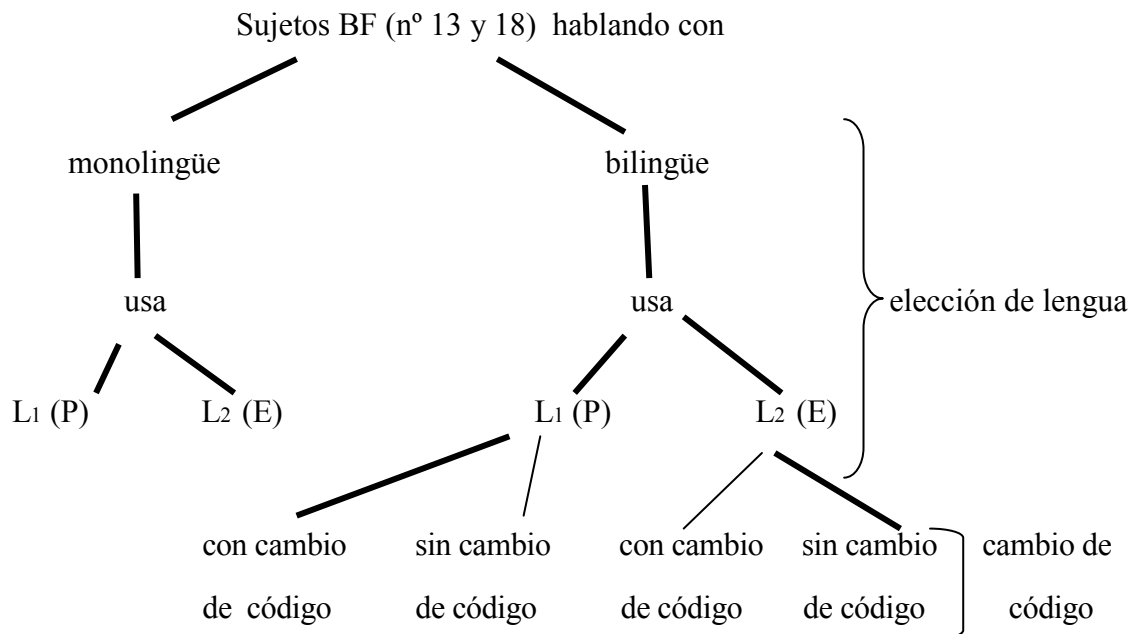 Sujetos BF (nº 13 y 18) hablando con
monolingüe
bilingüe
usa
usa
elección de lengua
L1 (P)
L2 (E)
L1 (P)
L2 (E)
con cambio
de código
sin cambio
de código
con cambio
de código
sin cambio
de código
cambio de
código